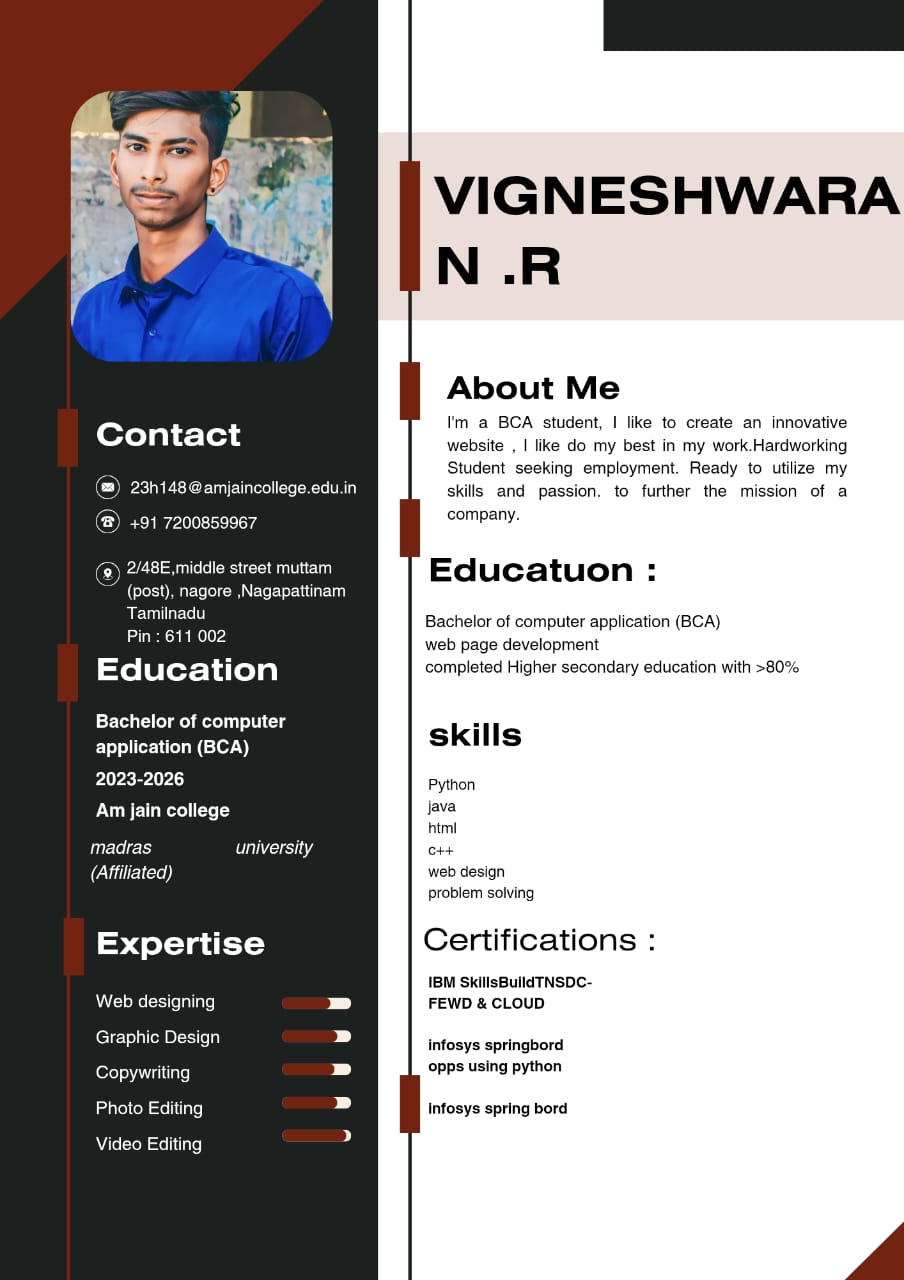 VIGNESHWARA
N .R
Contact
23h148@amjaincollege.edu.in
+91 7200859967
2/48E,middle street muttam
(post), nagore ,Nagapattinam
Tamilnadu
Pin : 611 002
Education
Bachelor of computer
application (BCA)
2023-2026
Am jain college
madras university
(Affiliated)
Expertise
Web designing
Graphic Design
Copywriting
Photo Editing
Video Editing
About Me
I'm a BCA student, I like to create an innovative
website , I like do my best in my work.Hardworking
Student seeking employment. Ready to utilize my
skills and passion. to further the mission of a
company.
Educatuon :
Bachelor of computer application (BCA)
web page development
completed Higher secondary education with >80%
skills
Python
java
html
c++
web design
problem solving
Certifications :
IBM SkillsBuildTNSDC-
FEWD & CLOUD
infosys springbord
opps using python
infosys spring bord